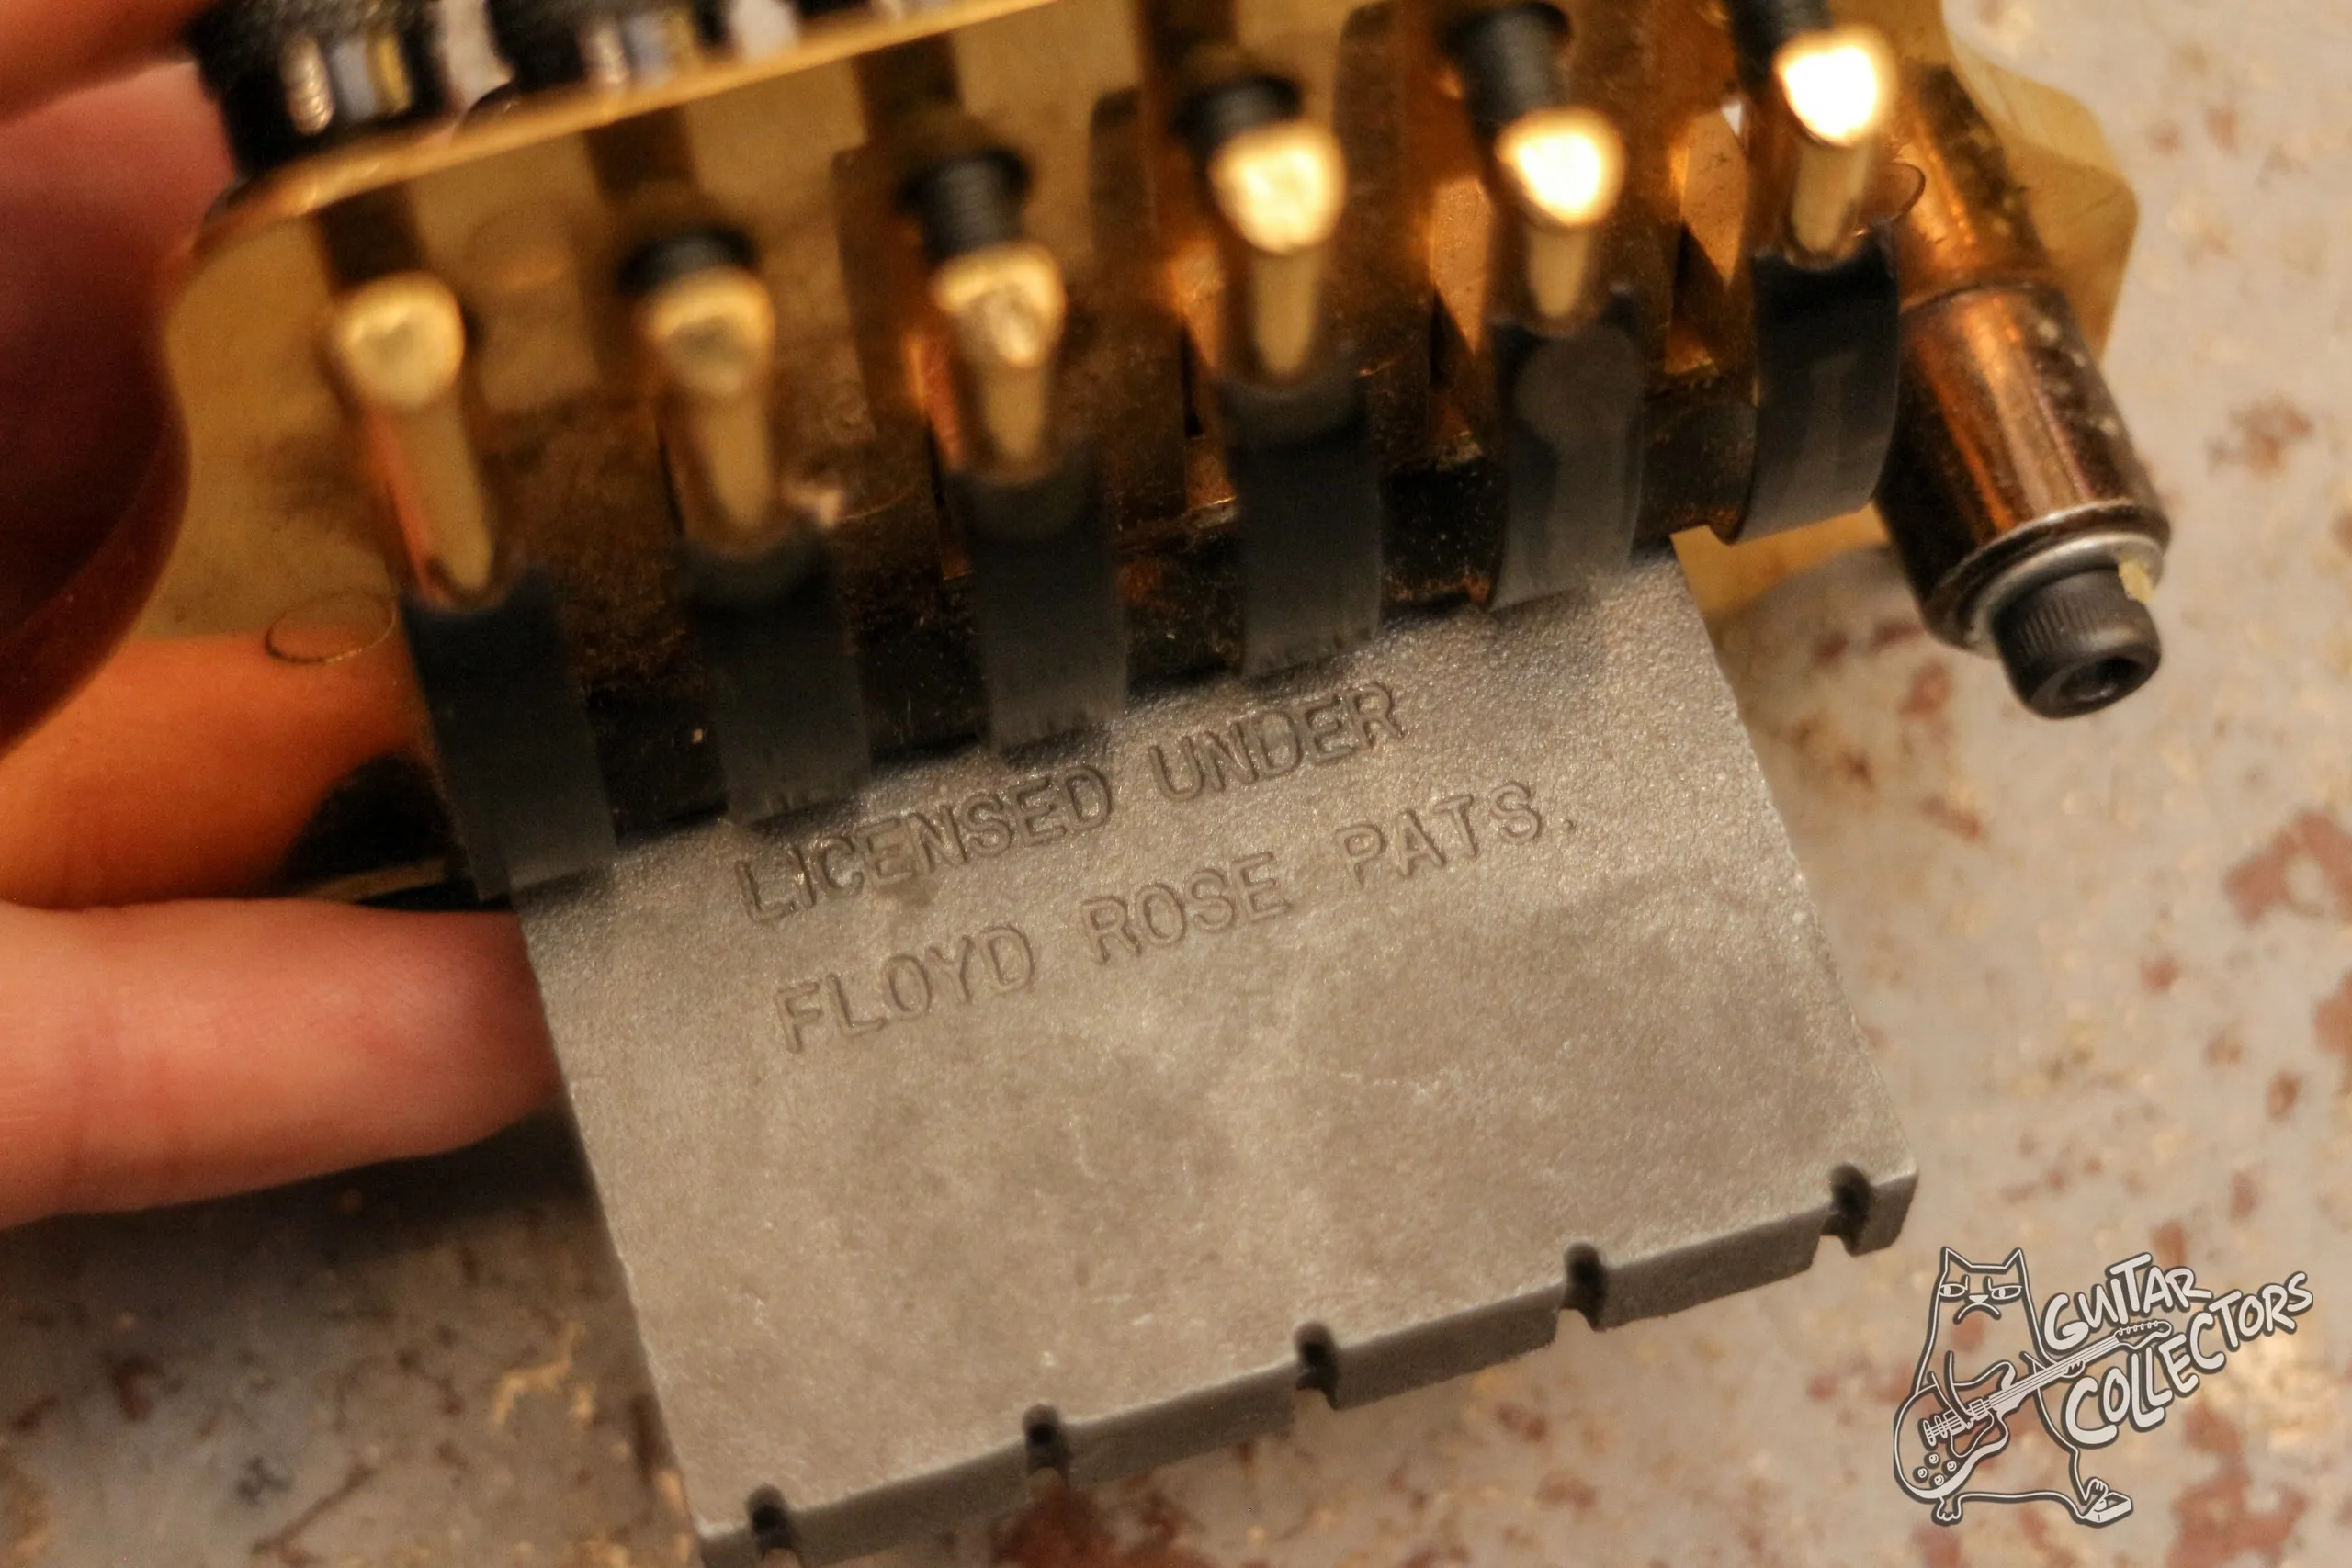 LICENSED UNDER
FLOYD ROSE PATS.
GUITAR
COLLECTORS